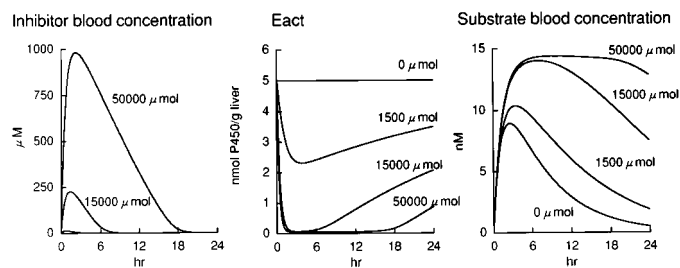 Inhibitor blood concentration
1000
750
500
250
0
μM
50000 μmol
15000 μmol
0 6 12 18 24
hr
Eact
6
5
4
3
2
1
0
nmol P450/g liver
0 μmol
1500 μmol
15000 μmol
50000 μmol
0 6 12 18 24
hr
Substrate blood concentration
15
10
5
0
nM
50000 μmol
15000 μmol
1500 μmol
0 μmol
0 6 12 18 24
hr